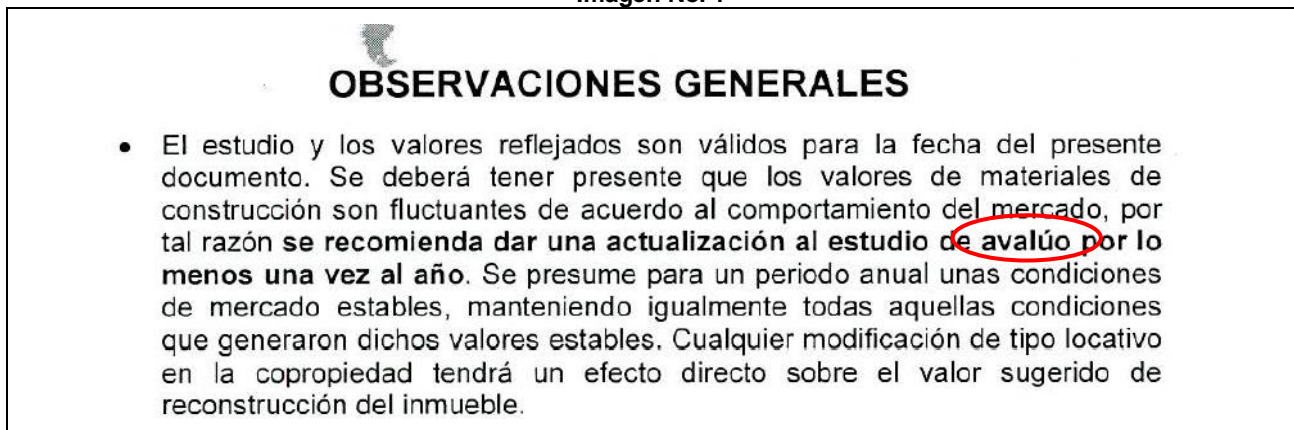 OBSERVACIONES GENERALES
• El estudio y los valores reflejados son válidos para la fecha del presente
documento. Se deberá tener presente que los valores de materiales de
construcción son fluctuantes de acuerdo al comportamiento del mercado, por
tal razón se recomienda dar una actualización al estudio de avalúo por lo
menos una vez al año. Se presume para un periodo anual unas condiciones
de mercado estables, manteniendo igualmente todas aquellas condiciones
que generaron dichos valores estables. Cualquier modificación de tipo locativo
en la copropiedad tendrá un efecto directo sobre el valor sugerido de
reconstrucción del inmueble.